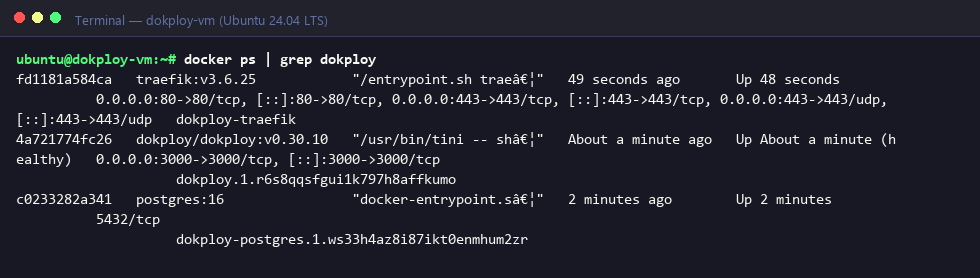 Terminal — dokploy-vm (Ubuntu 24.04 LTS)
ubuntu@dokploy-vm:~# docker ps | grep dokploy
fd1181a584ca   traefik:v3.6.25            "/entrypoint.sh traeâ€¦"   49 seconds ago       Up 48 seconds
          0.0.0.0:80->80/tcp, [::]:80->80/tcp, 0.0.0.0:443->443/tcp, [::]:443->443/tcp, 0.0.0.0:443->443/udp,
[::]:443->443/udp   dokploy-traefik
4a721774fc26   dokploy/dokploy:v0.30.10   "/usr/bin/tini -- shâ€¦"   About a minute ago   Up About a minute (h
ealthy)   0.0.0.0:3000->3000/tcp, [::]:3000->3000/tcp
                    dokploy.1.r6s8qqsfgui1k797h8affkumo
c0233282a341   postgres:16                "docker-entrypoint.sâ€¦"   2 minutes ago        Up 2 minutes
          5432/tcp
                    dokploy-postgres.1.ws33h4az8i87ikt0enmhum2zr